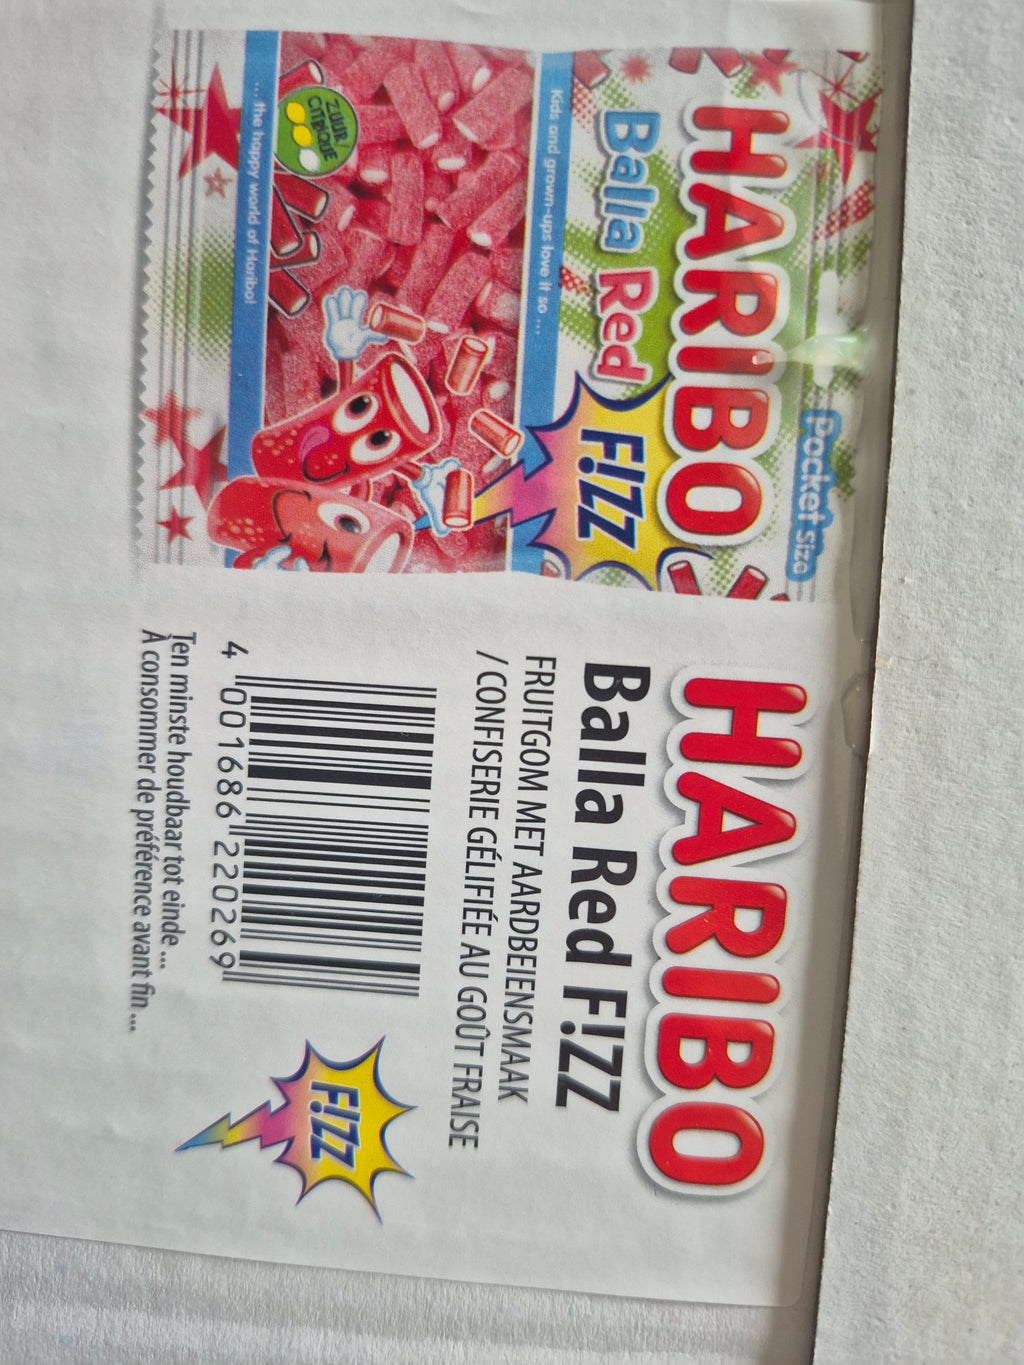 Pocket Size
HARIBO
Balla Red
F!ZZ
Kids and grown-ups love it so ...
ZUUR/
CITRIQUE
... the happy world of Haribo!
HARIBO
Balla Red F!ZZ
FRUITGOM MET AARDBEIENSMAAK
/ CONFISERIE GÉLIFIÉE AU GOÛT FRAISE
4 001686 220269
F!ZZ
Ten minste houdbaar tot einde ...
À consommer de préférence avant fin ...